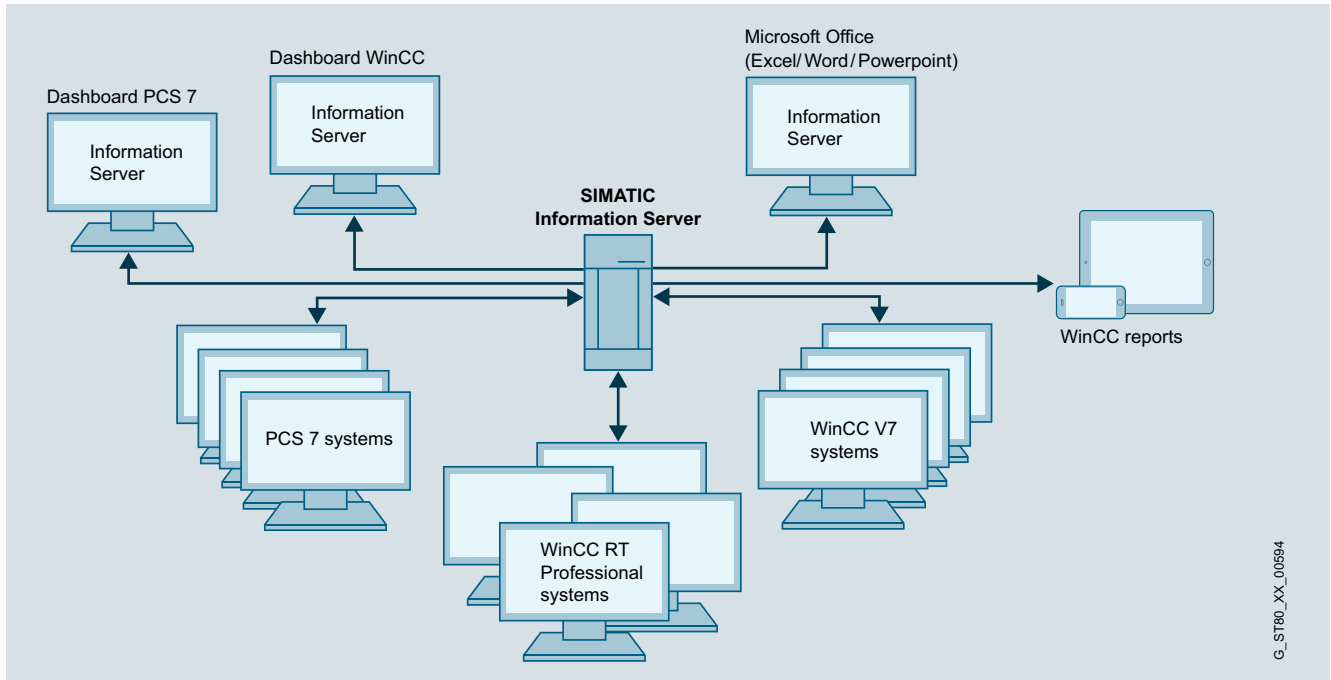 Dashboard PCS 7
Information
Server
Dashboard WinCC
Information
Server
Microsoft Office
(Excel/Word/Powerpoint)
Information
Server
SIMATIC
Information Server
WinCC reports
PCS 7 systems
WinCC RT
Professional
systems
WinCC V7
systems
G_ST80_XX_00594